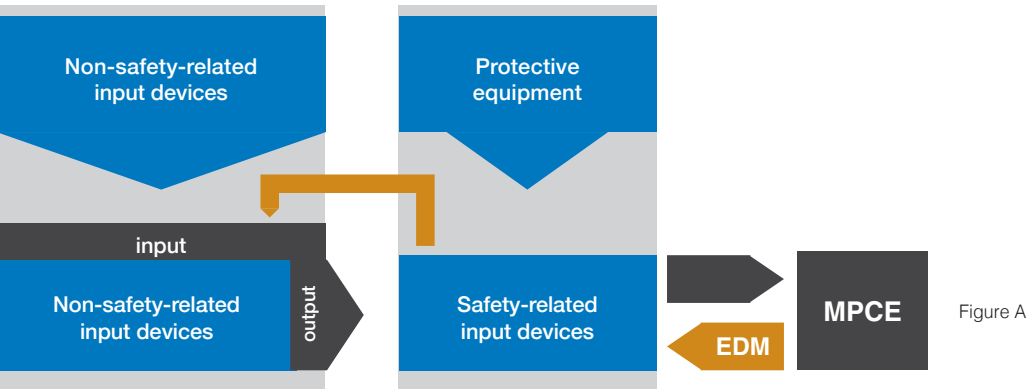 Non-safety-related
input devices
Protective
equipment
input
Non-safety-related
input devices
output
Safety-related
input devices
EDM
MPCE
Figure A